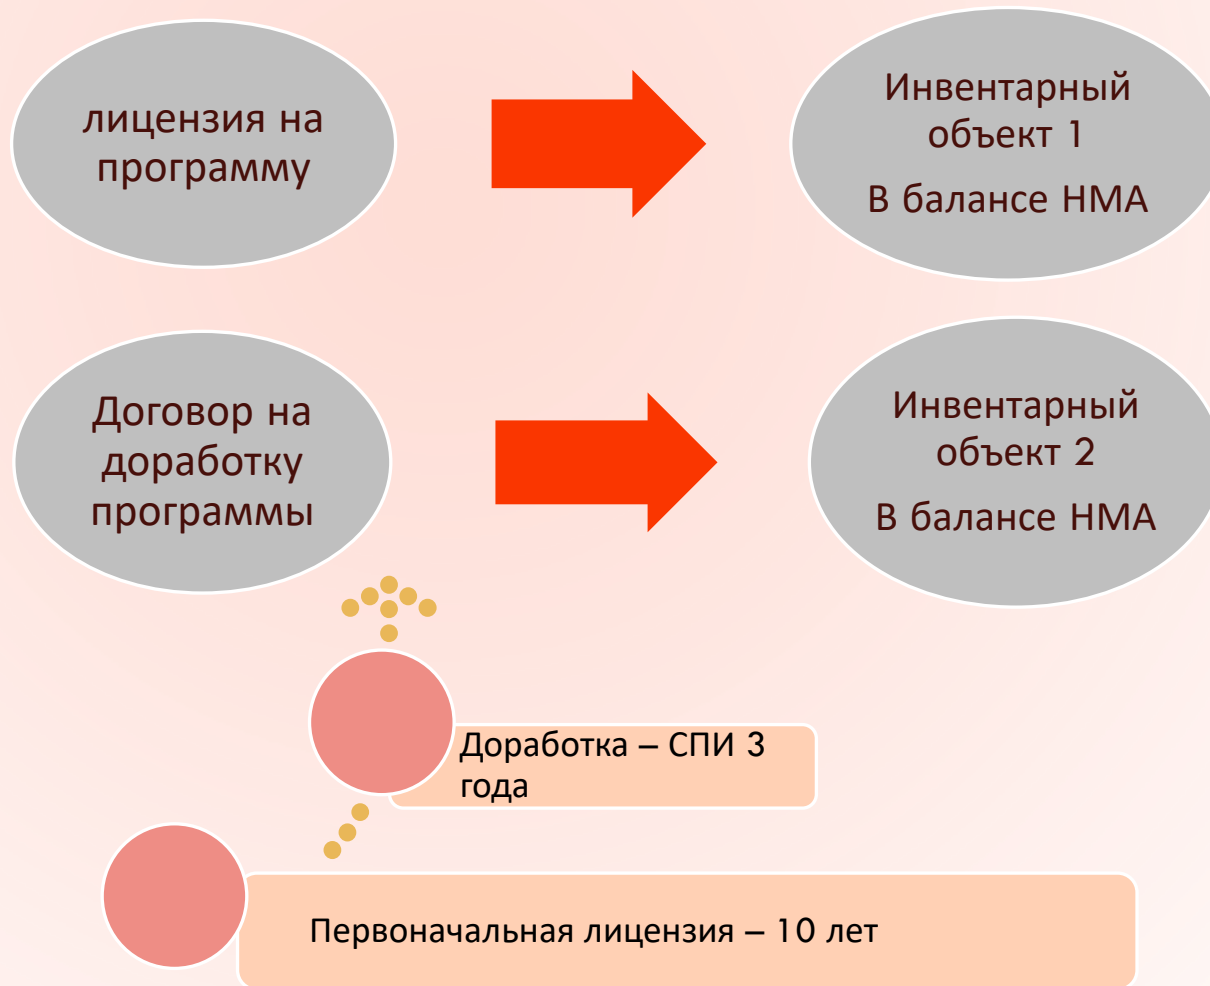 лицензия на
программу
Инвентарный
объект 1
В балансе НМА
Договор на
доработку
программы
Инвентарный
объект 2
В балансе НМА
Доработка – СПИ 3
года
Первоначальная лицензия – 10 лет